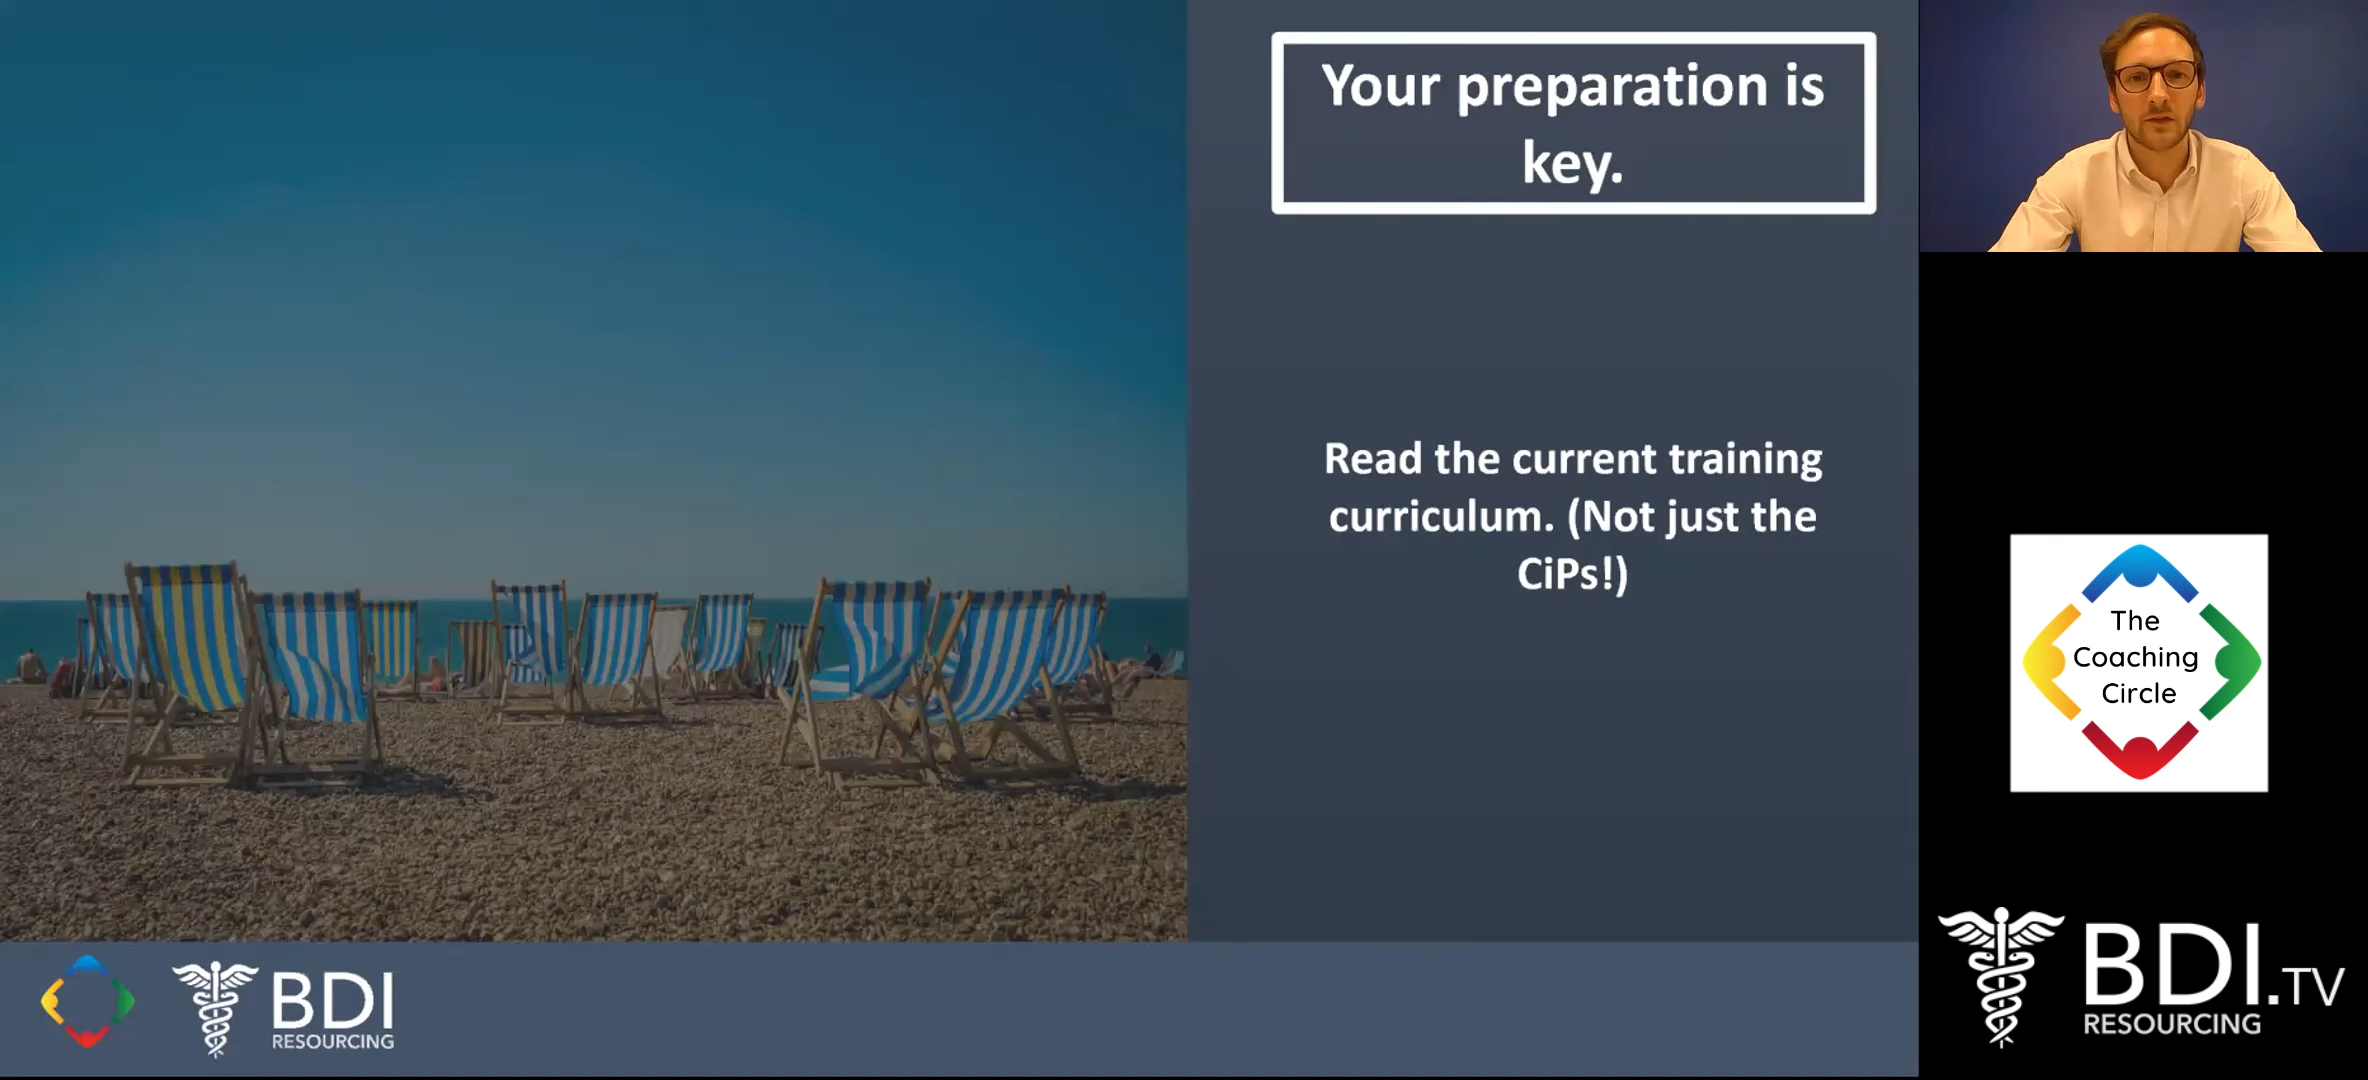 Your preparation is
key.
Read the current training
curriculum. (Not just the
CiPs!)
The
Coaching
Circle
BDI
RESOURCING
BDI.TV
RESOURCING